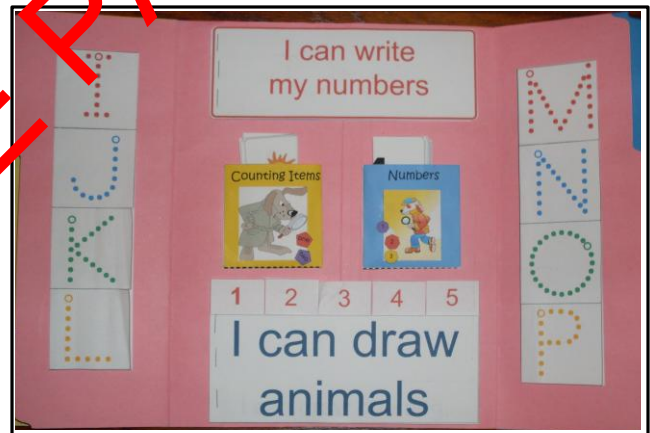 I can write
my numbers
Counting Items
Numbers
1 2 3 4 5
I can draw
animals
I
J
K
L
M
N
O
P